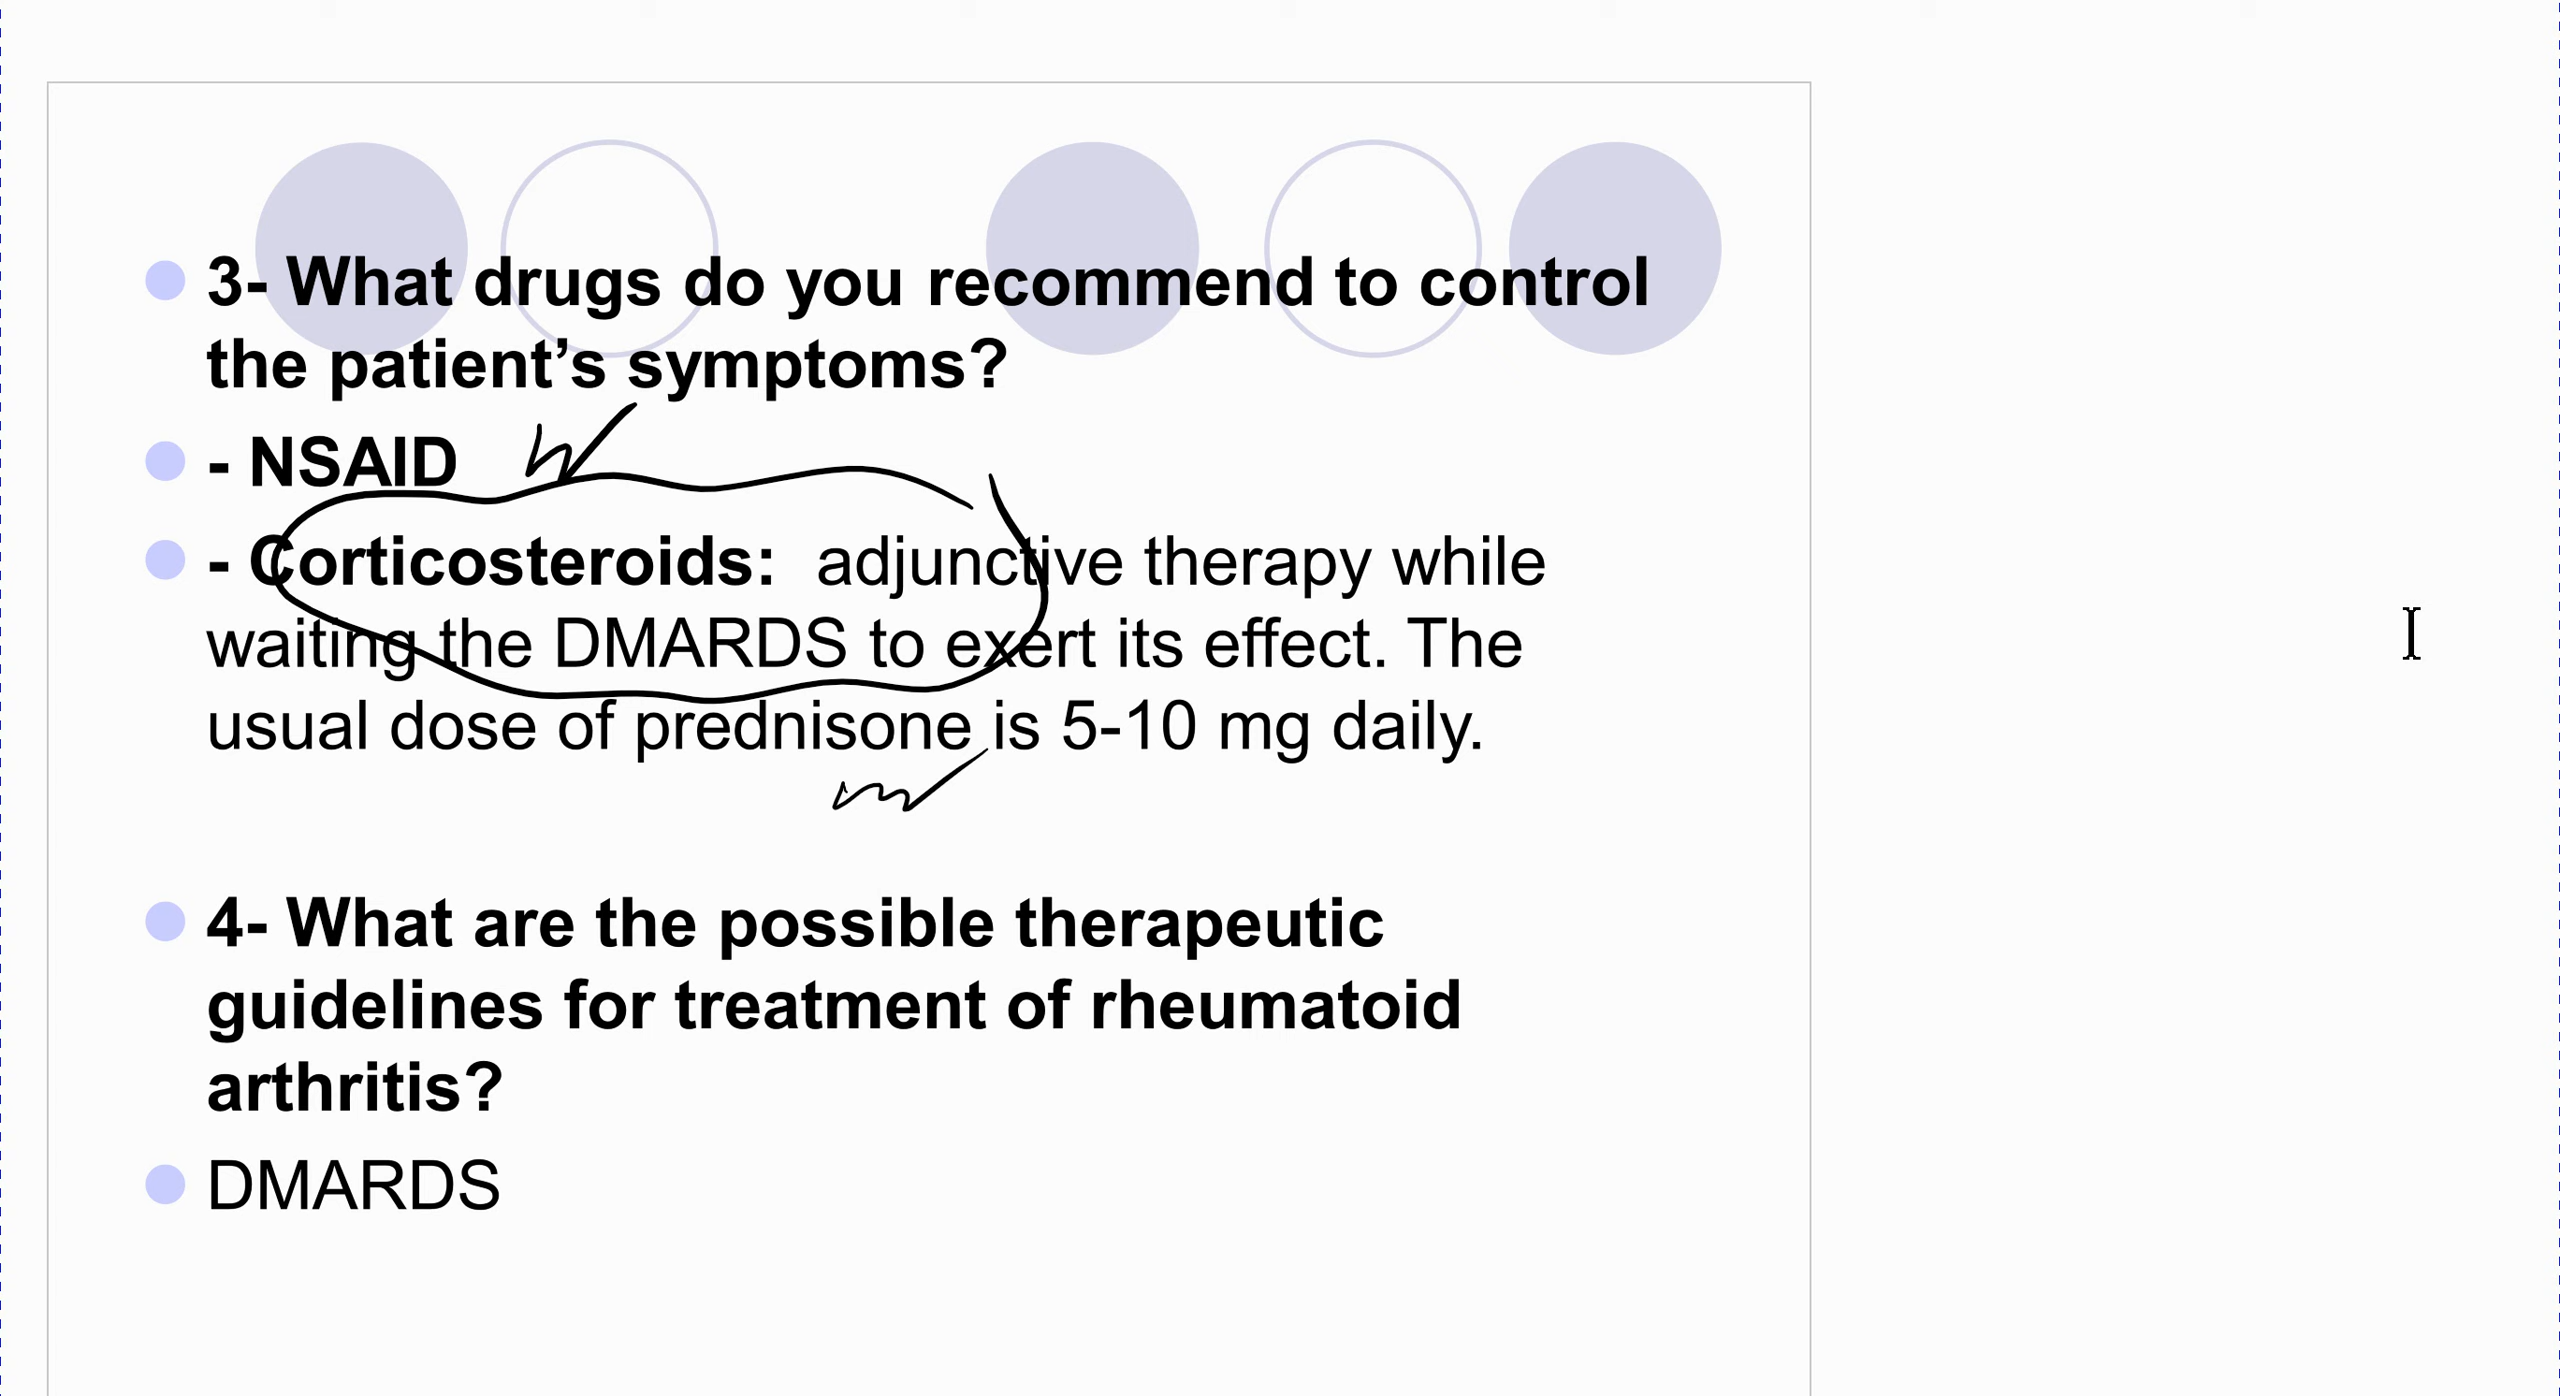 3- What drugs do you recommend to control
the patient’s symptoms?
- NSAID
- Corticosteroids: adjunctive therapy while
waiting the DMARDS to exert its effect. The
usual dose of prednisone is 5-10 mg daily.
4- What are the possible therapeutic
guidelines for treatment of rheumatoid
arthritis?
DMARDS